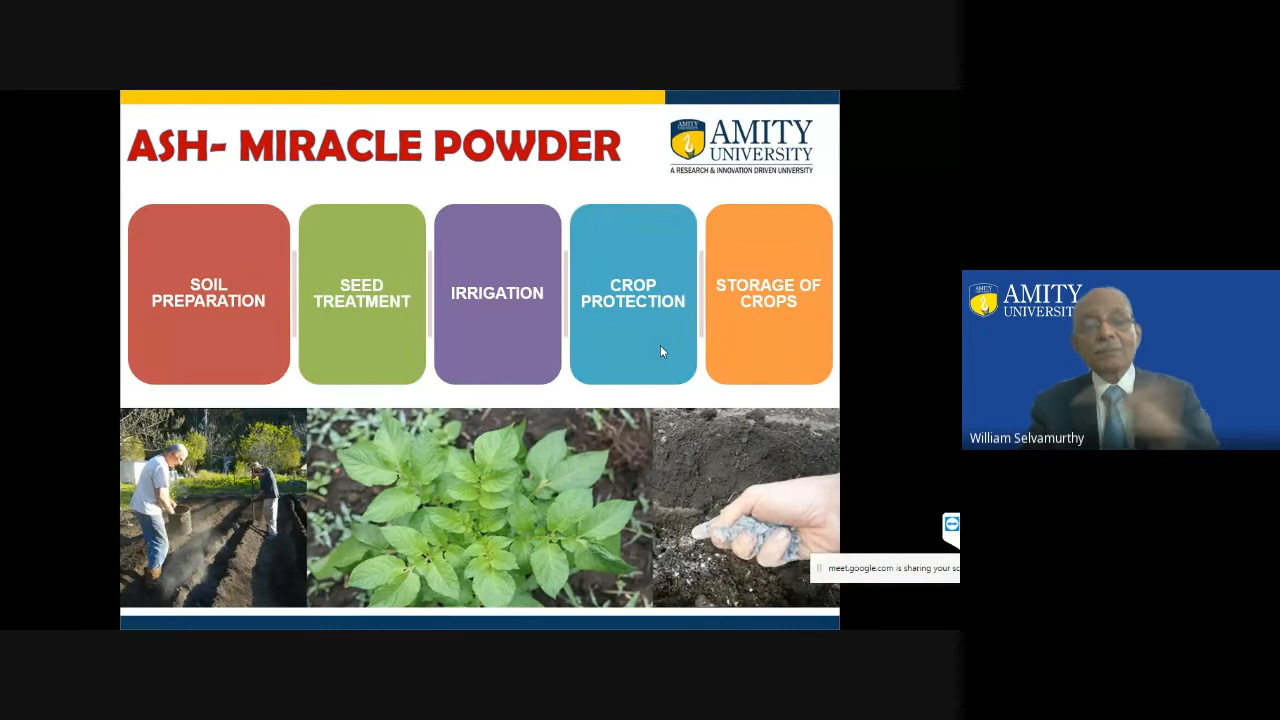 ASH- MIRACLE POWDER
AMITY
UNIVERSITY
A RESEARCH & INNOVATION DRIVEN UNIVERSITY
SOIL
PREPARATION
SEED
TREATMENT
IRRIGATION
CROP
PROTECTION
STORAGE OF
CROPS
AMITY
UNIVERSIT
William Selvamurthy
meet.google.com is sharing your sc